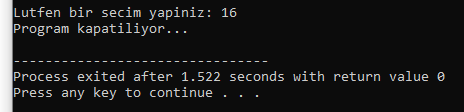 Lutfen bir secim yapiniz: 16
Program kapatiliyor...
--------------------------------
Process exited after 1.522 seconds with return value 0
Press any key to continue . . .